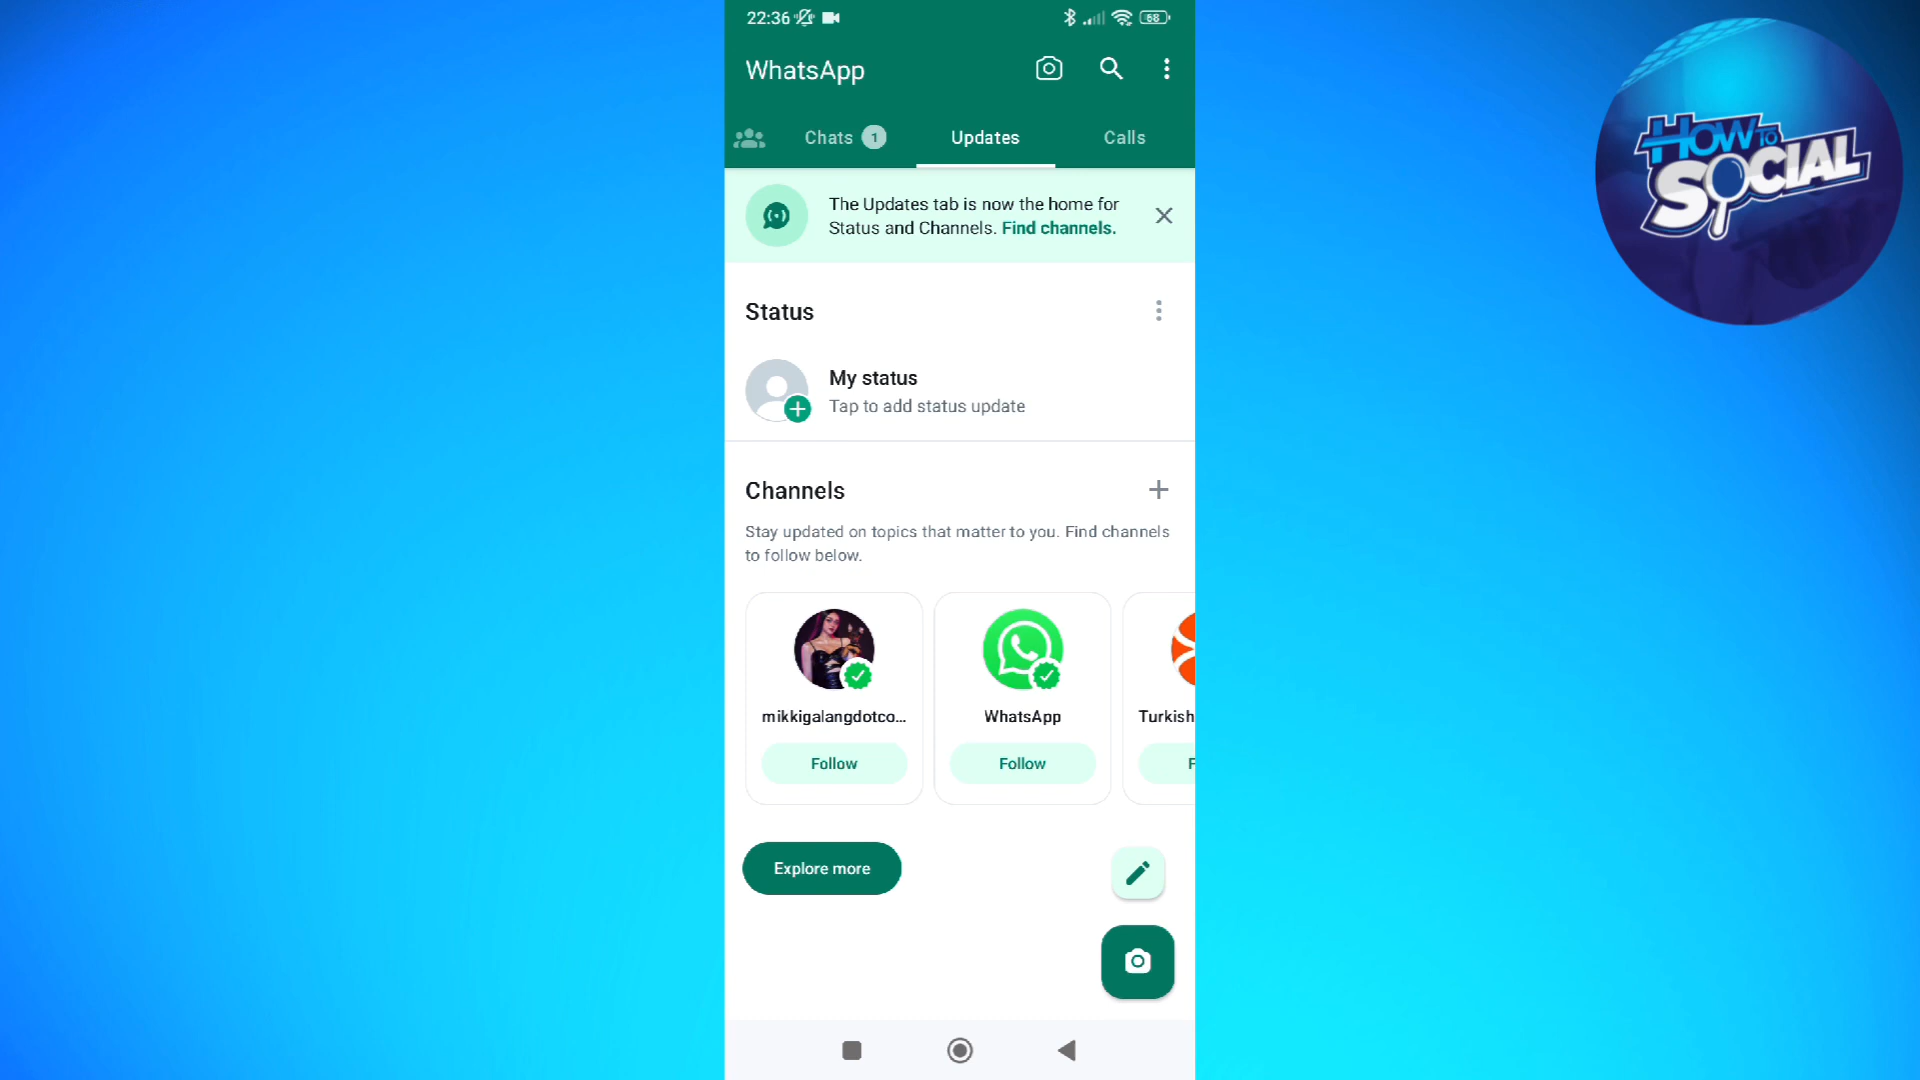 22:36
68
WhatsApp
Chats 1
Updates
Calls
The Updates tab is now the home for
Status and Channels. Find channels.
Status
My status
Tap to add status update
Channels
Stay updated on topics that matter to you. Find channels
to follow below.
mikkigalangdotco...
WhatsApp
Turkish
Follow
Follow
F
Explore more
HOW TO
SOCIAL